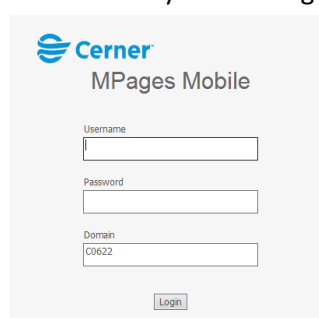 Cerner
MPages Mobile
Username
Password
Domain
C0622
Login